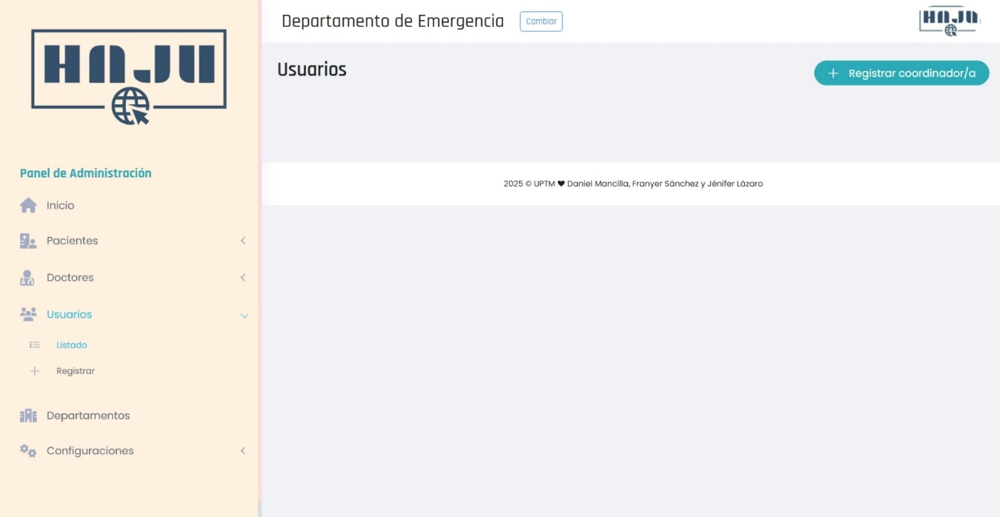 HAJU
Panel de Administración
Inicio
Pacientes
Doctores
Usuarios
Listado
Registrar
Departamentos
Configuraciones
Departamento de Emergencia
Cambiar
HAJU
Usuarios
+ Registrar coordinador/a
2025 © UPTM ♥ Daniel Mancilla, Franyer Sánchez y Jénifer Lázaro